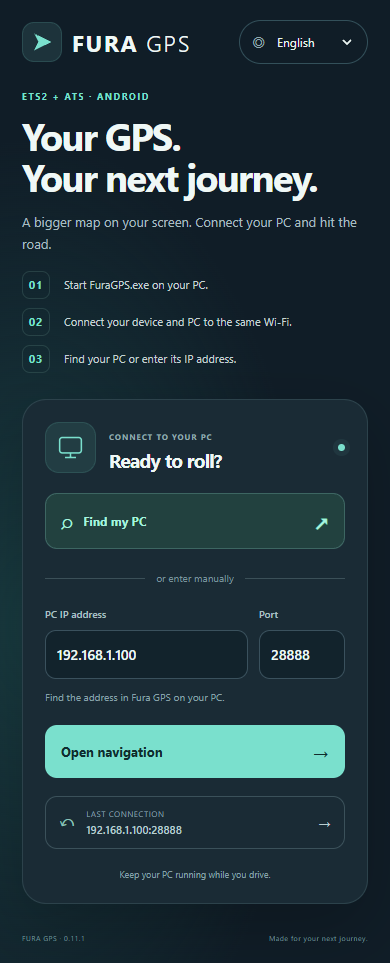 FURA GPS
English
ETS2 + ATS · ANDROID
Your GPS.
Your next journey.
A bigger map on your screen. Connect your PC and hit the
road.
01 Start FuraGPS.exe on your PC.
02 Connect your device and PC to the same Wi-Fi.
03 Find your PC or enter its IP address.
CONNECT TO YOUR PC
Ready to roll?
Find my PC
or enter manually
PC IP address Port
192.168.1.100 28888
Find the address in Fura GPS on your PC.
Open navigation →
LAST CONNECTION
192.168.1.100:28888 →
Keep your PC running while you drive.
FURA GPS · 0.11.1 Made for your next journey.